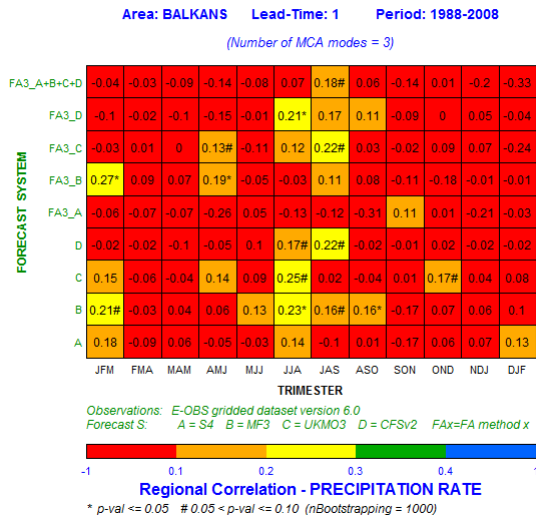 Area: BALKANS Lead-Time: 1 Period: 1988-2008
(Number of MCA modes = 3)
FORECAST SYSTEM
FA3_A+B+C+D -0.04 -0.03 -0.09 -0.14 -0.08 0.07 0.18# 0.06 -0.14 0.01 -0.2 -0.33
FA3_D -0.1 -0.02 -0.1 -0.15 -0.01 0.21* 0.17 0.11 -0.09 0 0.05 -0.04
FA3_C -0.03 0.01 0 0.13# -0.11 0.12 0.22# 0.03 -0.02 0.09 0.07 -0.24
FA3_B 0.27* 0.09 0.07 0.19* -0.05 -0.03 0.11 0.08 -0.11 -0.18 -0.01 -0.01
FA3_A -0.06 -0.07 -0.07 -0.26 0.05 -0.13 -0.12 -0.31 0.11 0.01 -0.21 -0.03
D -0.02 -0.02 -0.1 -0.05 0.1 0.17# 0.22# -0.02 -0.01 0.02 -0.02 -0.02
C 0.15 -0.06 -0.04 0.14 0.09 0.25# 0.02 -0.04 0.01 0.17# 0.04 0.08
B 0.21# -0.03 0.04 0.06 0.13 0.23* 0.16# 0.16* -0.17 0.07 0.06 0.1
A 0.18 -0.09 0.06 -0.05 -0.03 0.14 -0.1 0.01 -0.17 0.06 0.07 0.13
JFM FMA MAM AMJ MJJ JJA JAS ASO SON OND NDJ DJF
TRIMESTER
Observations: E-OBS gridded dataset version 6.0
Forecast S: A = S4 B = MF3 C = UKMO3 D = CFSv2 FAx=FA method x
-1 0.1 0.2 0.3 0.4 1
Regional Correlation - PRECIPITATION RATE
* p-val <= 0.05 # 0.05 < p-val <= 0.10 (nBootstrapping = 1000)